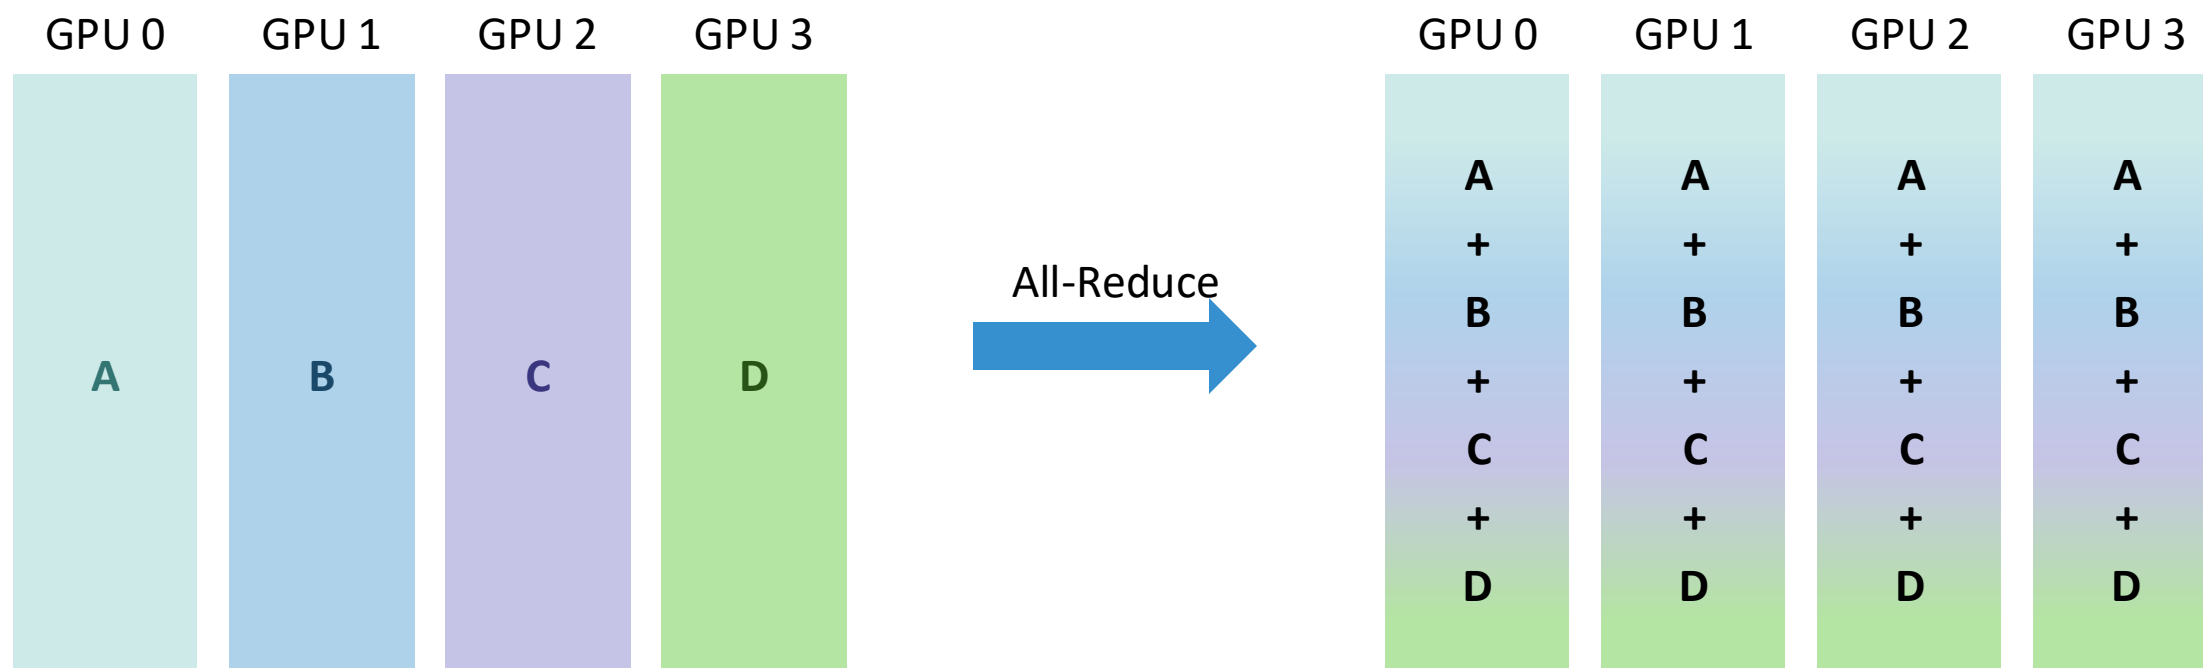 GPU 0 GPU 1 GPU 2 GPU 3
A B C D
All-Reduce
GPU 0 GPU 1 GPU 2 GPU 3
A A A A
+ + + +
B B B B
+ + + +
C C C C
+ + + +
D D D D